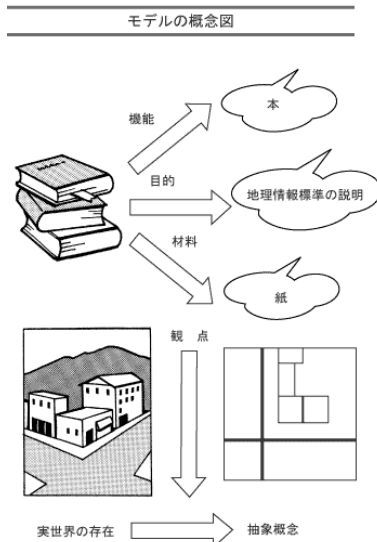 モデルの概念図
機能
本
目的
地理情報標準の説明
材料
紙
観 点
実世界の存在
抽象概念